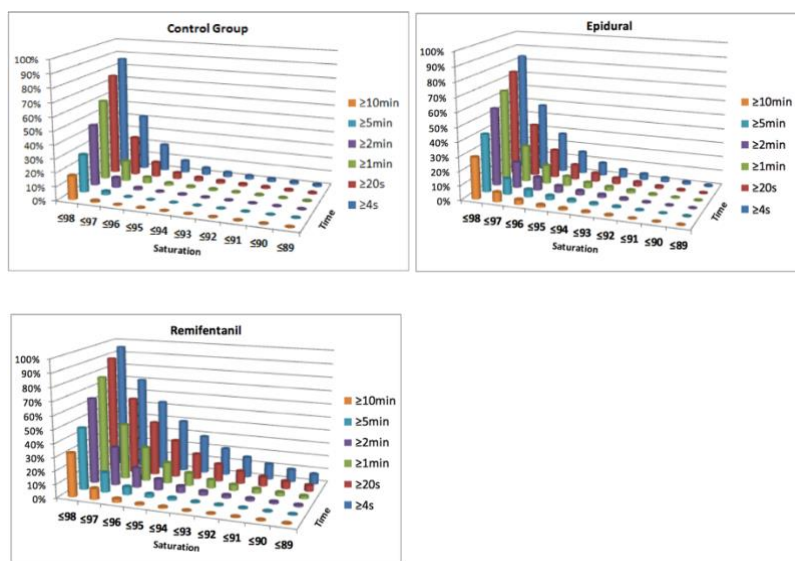 Control Group
100%
90%
80%
70%
60%
50%
40%
30%
20%
10%
0%
≤98 ≤97 ≤96 ≤95 ≤94 ≤93 ≤92 ≤91 ≤90 ≤89
Saturation
Time
≥10min
≥5min
≥2min
≥1min
≥20s
≥4s
Epidural
100%
90%
80%
70%
60%
50%
40%
30%
20%
10%
0%
≤98 ≤97 ≤96 ≤95 ≤94 ≤93 ≤92 ≤91 ≤90 ≤89
Saturation
Time
≥10min
≥5min
≥2min
≥1min
≥20s
≥4s
Remifentanil
100%
90%
80%
70%
60%
50%
40%
30%
20%
10%
0%
≤98 ≤97 ≤96 ≤95 ≤94 ≤93 ≤92 ≤91 ≤90 ≤89
Saturation
Time
≥10min
≥5min
≥2min
≥1min
≥20s
≥4s